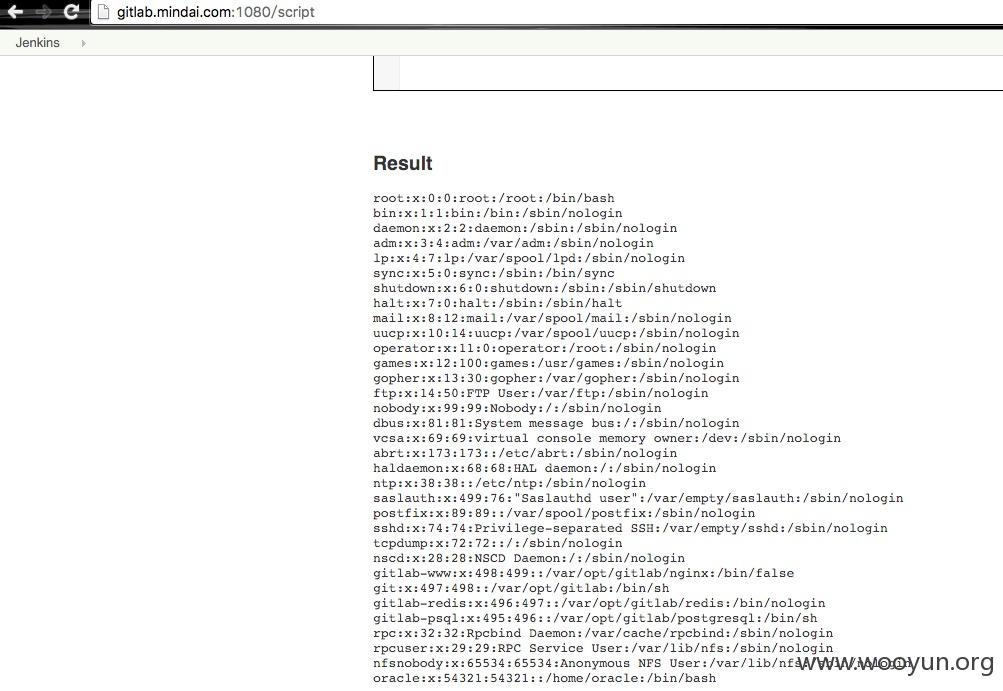 gitlab.mindai.com:1080/script
Jenkins
Result
root:x:0:0:root:/root:/bin/bash
bin:x:1:1:bin:/bin:/sbin/nologin
daemon:x:2:2:daemon:/sbin:/sbin/nologin
adm:x:3:4:adm:/var/adm:/sbin/nologin
lp:x:4:7:lp:/var/spool/lpd:/sbin/nologin
sync:x:5:0:sync:/sbin:/bin/sync
shutdown:x:6:0:shutdown:/sbin:/sbin/shutdown
halt:x:7:0:halt:/sbin:/sbin/halt
mail:x:8:12:mail:/var/spool/mail:/sbin/nologin
uucp:x:10:14:uucp:/var/spool/uucp:/sbin/nologin
operator:x:11:0:operator:/root:/sbin/nologin
games:x:12:100:games:/usr/games:/sbin/nologin
gopher:x:13:30:gopher:/var/gopher:/sbin/nologin
ftp:x:14:50:FTP User:/var/ftp:/sbin/nologin
nobody:x:99:99:Nobody:/:/sbin/nologin
dbus:x:81:81:System message bus:/:/sbin/nologin
vcsa:x:69:69:virtual console memory owner:/dev:/sbin/nologin
abrt:x:173:173::/etc/abrt:/sbin/nologin
haldaemon:x:68:68:HAL daemon:/:/sbin/nologin
ntp:x:38:38::/etc/ntp:/sbin/nologin
saslauth:x:499:76:"Saslauthd user":/var/empty/saslauth:/sbin/nologin
postfix:x:89:89::/var/spool/postfix:/sbin/nologin
sshd:x:74:74:Privilege-separated SSH:/var/empty/sshd:/sbin/nologin
tcpdump:x:72:72::/:/sbin/nologin
nscd:x:28:28:NSCD Daemon:/:/sbin/nologin
gitlab-www:x:498:499::/var/opt/gitlab/nginx:/bin/false
git:x:497:498::/var/opt/gitlab:/bin/sh
gitlab-redis:x:496:497::/var/opt/gitlab/redis:/bin/nologin
gitlab-psql:x:495:496::/var/opt/gitlab/postgresql:/bin/sh
rpc:x:32:32:Rpcbind Daemon:/var/cache/rpcbind:/sbin/nologin
rpcuser:x:29:29:RPC Service User:/var/lib/nfs:/sbin/nologin
nfsnobody:x:65534:65534:Anonymous NFS User:/var/lib/nfs:/sbin/nologin
www.wooyun.org
oracle:x:54321:54321::/home/oracle:/bin/bash